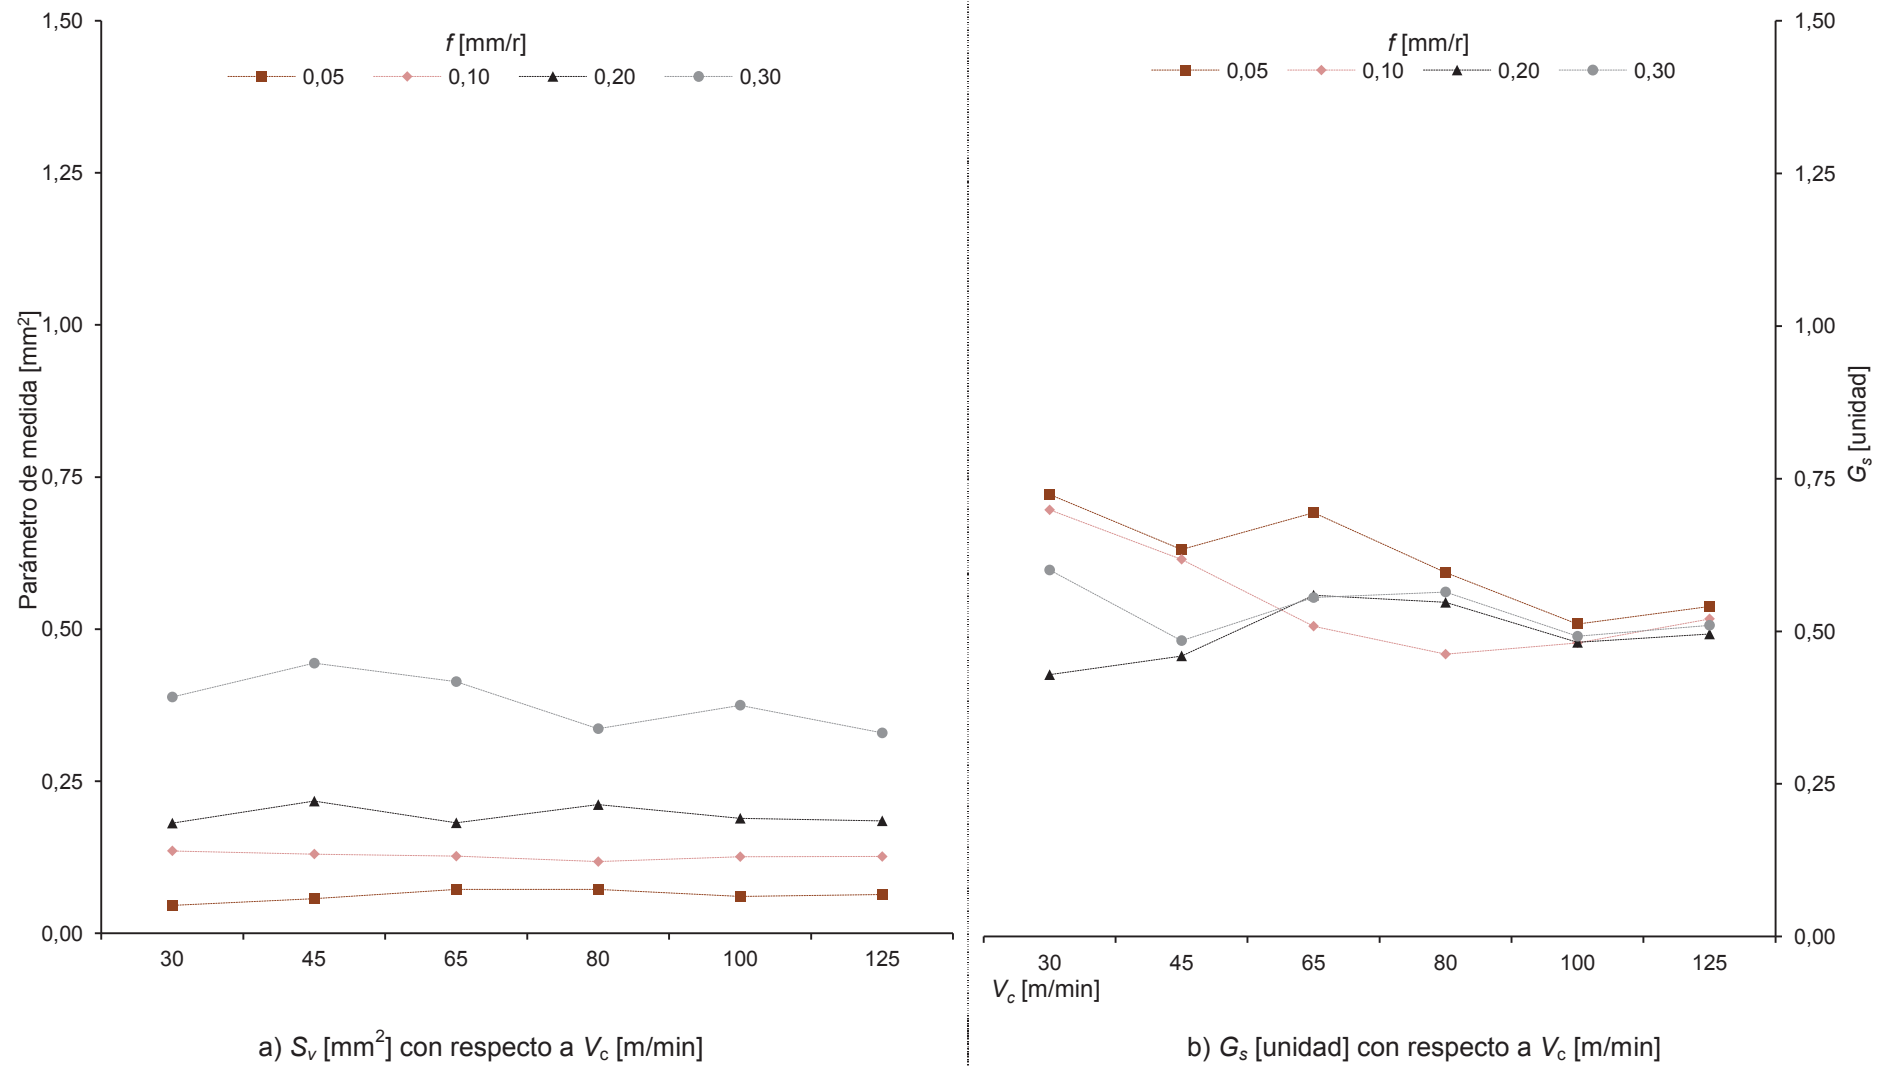 f [mm/r]
0,05 0,10 0,20 0,30
1,50
1,25
1,00
0,75
0,50
0,25
0,00
Parámetro de medida [mm²]
30 45 65 80 100 125
a) Sᵥ [mm²] con respecto a Vc [m/min]
f [mm/r]
0,05 0,10 0,20 0,30
1,50
1,25
1,00
0,75
0,50
0,25
0,00
Gs [unidad]
30 45 65 80 100 125
Vc [m/min]
b) Gs [unidad] con respecto a Vc [m/min]